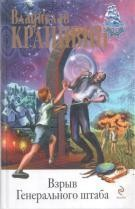 Владислав
КРАПИВИН
Взрыв
Генерального штаба